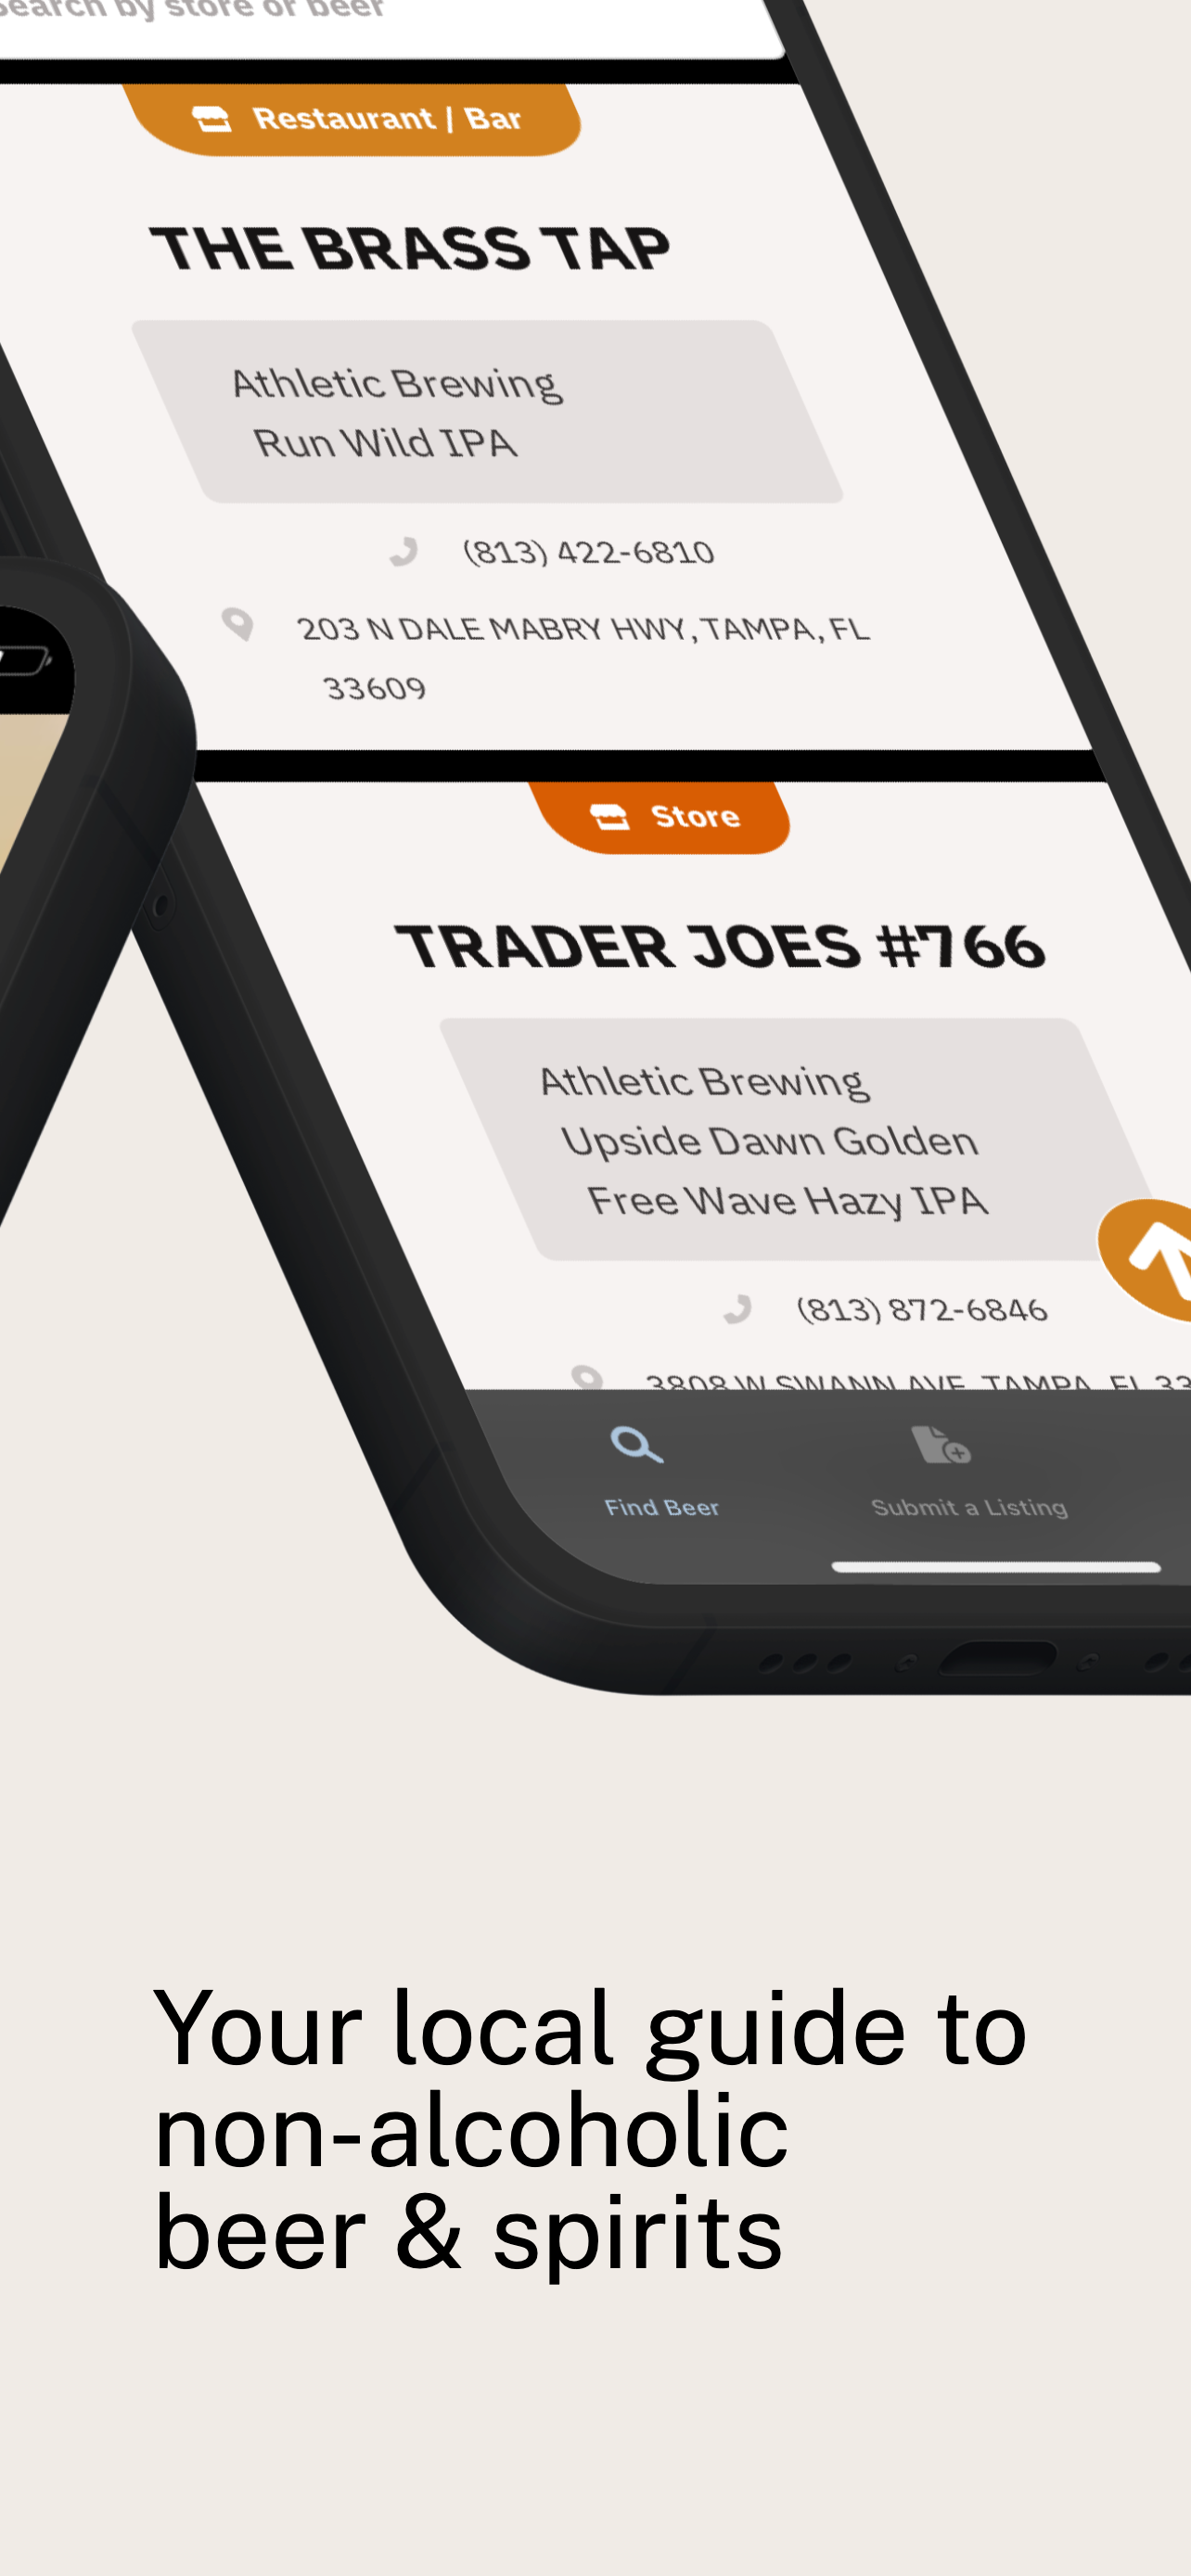 Search by store or beer
Restaurant / Bar
THE BRASS TAP
Athletic Brewing
Run Wild IPA
(813) 422-6810
203 N DALE MABRY HWY, TAMPA, FL
33609
Store
TRADER JOES #766
Athletic Brewing
Upside Dawn Golden
Free Wave Hazy IPA
(813) 872-6846
3808 W SWANN AVE, TAMPA, FL 33
Find Beer
Submit a Listing
Your local guide to
non-alcoholic
beer & spirits